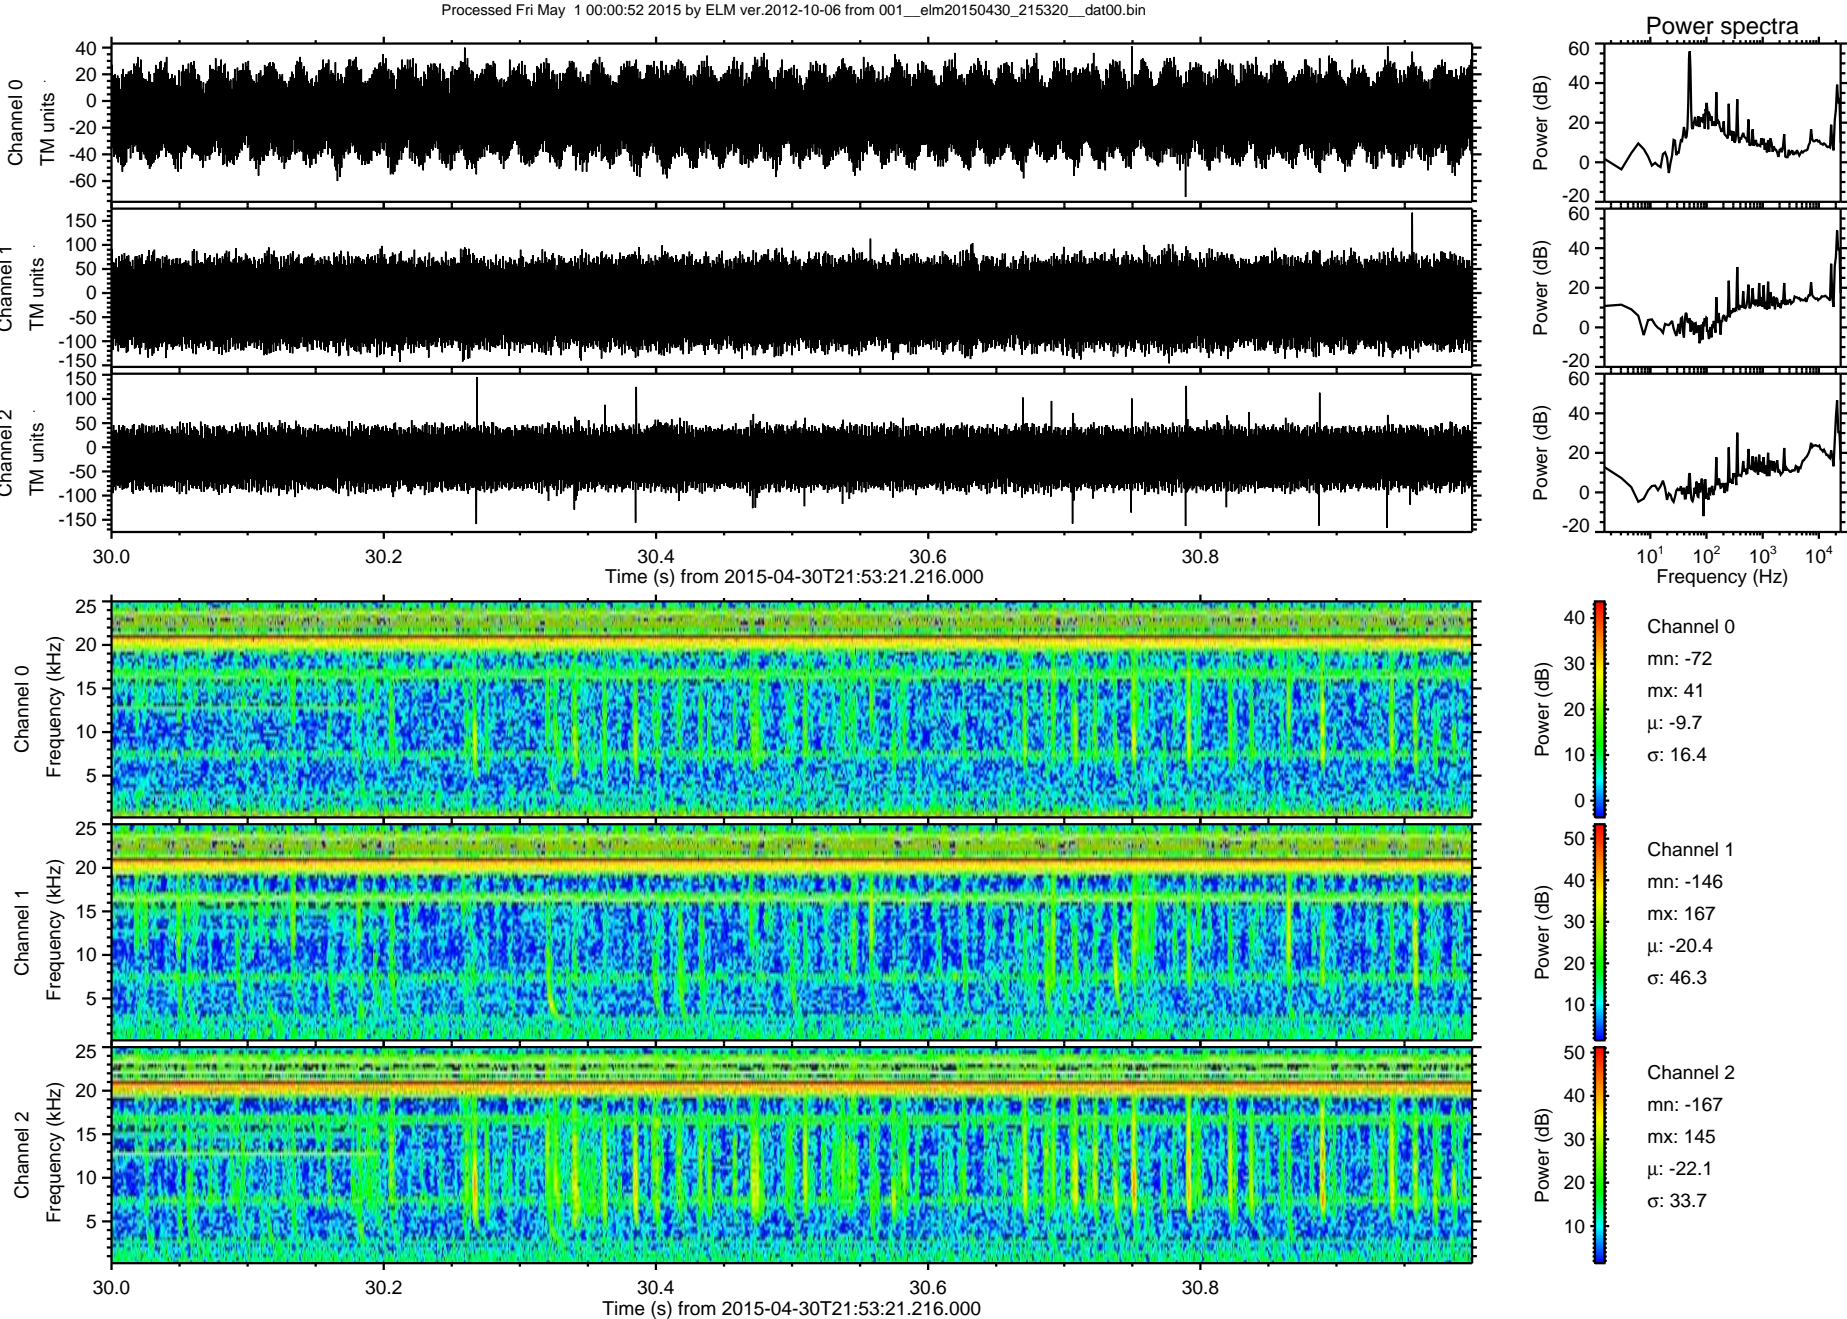 Processed Fri May  1 00:00:52 2015 by ELM ver.2012-10-06 from 001__elm20150430_215320__dat00.bin
Power spectra
Channel 0
TM units
40
20
0
-20
-40
-60
Power (dB)
60
40
20
0
-20
Channel 1
TM units
150
100
50
0
-50
-100
-150
Power (dB)
60
40
20
0
-20
Channel 2
TM units
150
100
50
0
-50
-100
-150
Power (dB)
60
40
20
0
-20
30.0 30.2 30.4 30.6 30.8
Time (s) from 2015-04-30T21:53:21.216.000
10¹ 10² 10³ 10⁴
Frequency (Hz)
Channel 0
Frequency (kHz)
25
20
15
10
5
Power (dB)
40
30
20
10
0
Channel 0
mn: -72
mx: 41
μ: -9.7
σ: 16.4
Channel 1
Frequency (kHz)
25
20
15
10
5
Power (dB)
50
40
30
20
10
Channel 1
mn: -146
mx: 167
μ: -20.4
σ: 46.3
Channel 2
Frequency (kHz)
25
20
15
10
5
Power (dB)
50
40
30
20
10
Channel 2
mn: -167
mx: 145
μ: -22.1
σ: 33.7
30.0 30.2 30.4 30.6 30.8
Time (s) from 2015-04-30T21:53:21.216.000